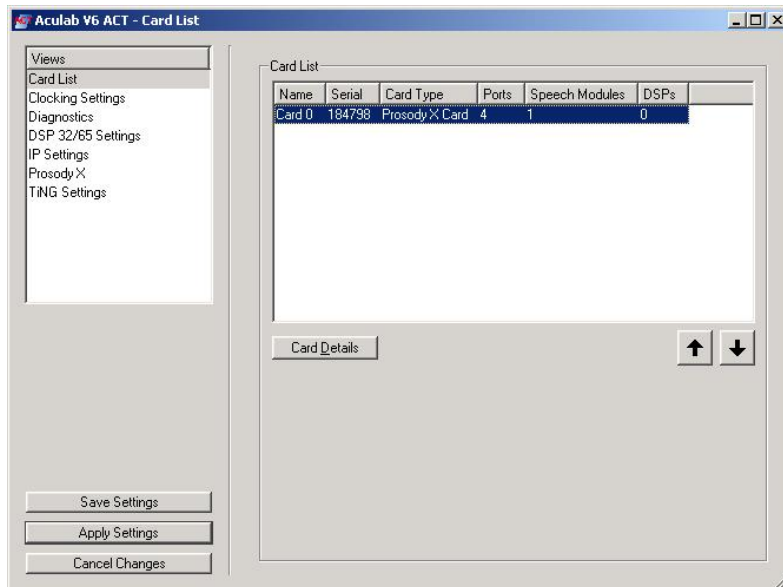 Aculab V6 ACT - Card List
Views
Card List
Clocking Settings
Diagnostics
DSP 32/65 Settings
IP Settings
Prosody X
TiNG Settings
Save Settings
Apply Settings
Cancel Changes
Card List
Name Serial Card Type Ports Speech Modules DSPs
Card 0 184798 Prosody X Card 4 1 0
Card Details